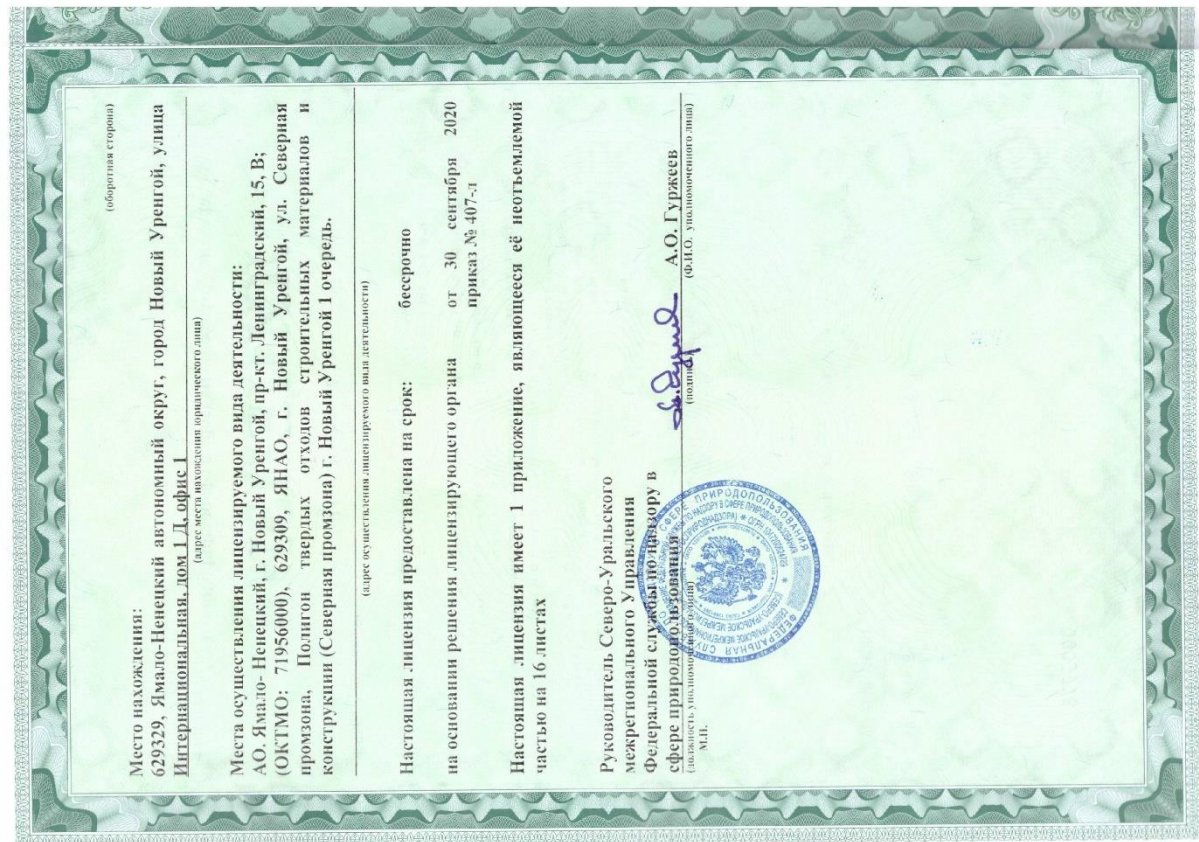 (оборотная сторона)
Место нахождения:
629329, Ямало-Ненецкий автономный округ, город Новый Уренгой, улица
Интернациональная, дом 1 Д, офис 1
(адрес места нахождения юридического лица)
Места осуществления лицензируемого вида деятельности:
АО. Ямало- Ненецкий, г. Новый Уренгой, пр-кт. Ленинградский, 15, В;
(ОКТМО: 71956000), 629309, ЯНАО, г. Новый Уренгой, ул. Северная
промзона, Полигон твердых отходов строительных материалов и
конструкции (Северная промзона) г. Новый Уренгой 1 очередь.
(адрес осуществления лицензируемого вида деятельности)
Настоящая лицензия предоставлена на срок: бессрочно
на основании решения лицензирующего органа от 30 сентября 2020
приказ № 407-л
Настоящая лицензия имеет 1 приложение, являющееся её неотъемлемой
частью на 16 листах
Руководитель Северо-Уральского
межрегионального Управления
Федеральной службы по надзору в
сфере природопользования А.О. Гуржеев
(должность уполномоченного лица) (подпись) (Ф.И.О. уполномоченного лица)
М.П.